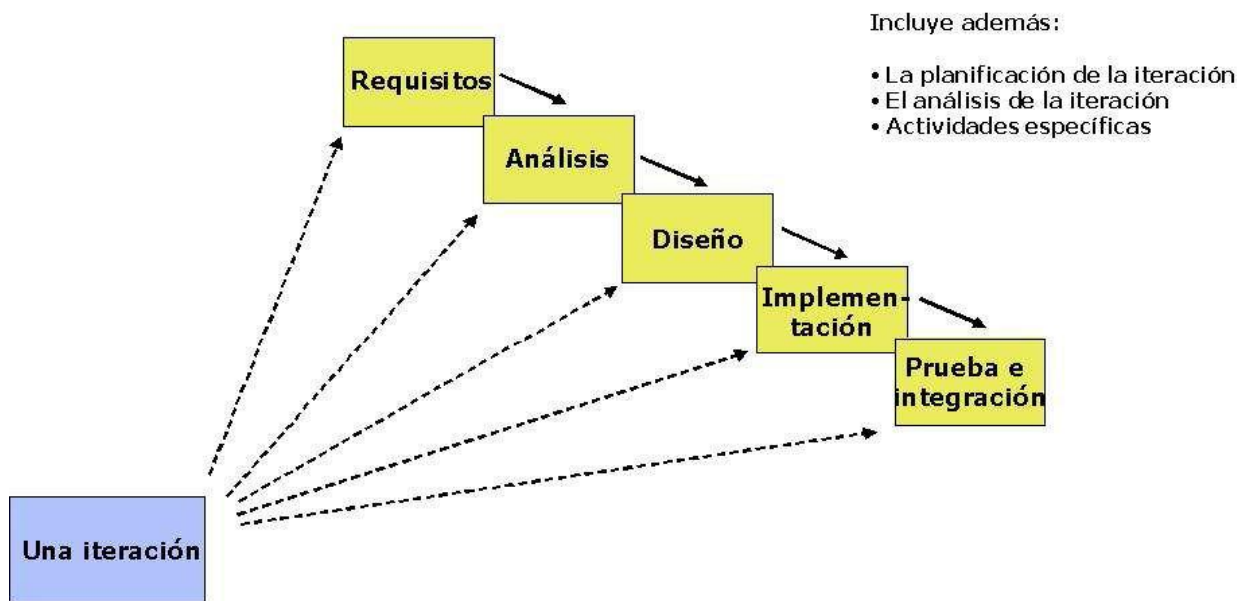 Incluye además:
• La planificación de la iteración
• El análisis de la iteración
• Actividades específicas
Requisitos
Análisis
Diseño
Implemen-
tación
Prueba e
integración
Una iteración